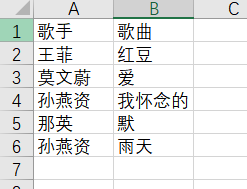 A B C
1 歌手 歌曲
2 王菲 红豆
3 莫文蔚 爱
4 孙燕资 我怀念的
5 那英 默
6 孙燕资 雨天